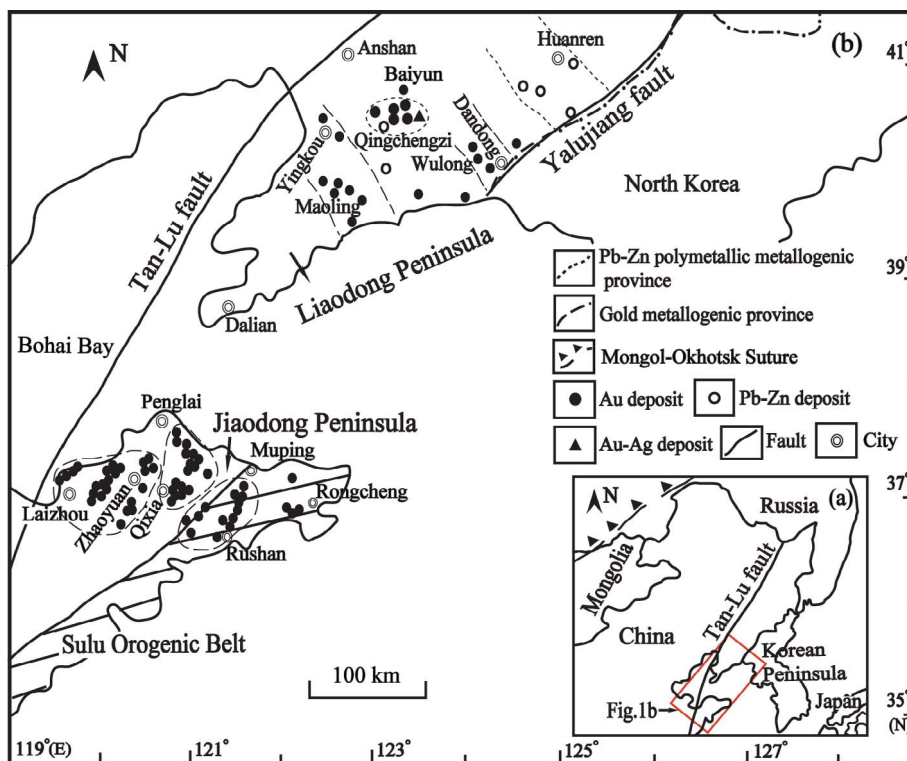 N
(b)
Anshan
Huanren
41°
Baiyun
Qingchengzi
Dandong
Wulong
Yingkou
Maoling
Yalujiang fault
North Korea
Tan-Lu fault
Liaodong Peninsula
39°
Dalian
Bohai Bay
Pb-Zn polymetallic metallogenic
province
Gold metallogenic province
Mongol-Okhotsk Suture
Au deposit
Pb-Zn deposit
Au-Ag deposit
Fault
City
Penglai
Jiaodong Peninsula
Muping
Laizhou
Zhaoyuan
Qixia
Rongcheng
Rushan
37°
Sulu Orogenic Belt
100 km
N
(a)
Russia
Mongolia
Tan-Lu fault
China
Korean
Peninsula
Japan
Fig.1b
35°
(N)
119°(E)
121°
123°
125°
127°